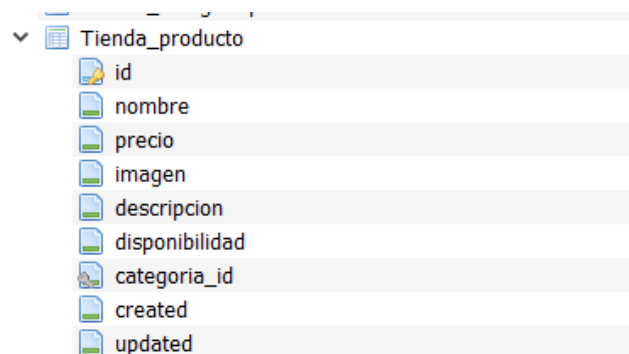 Tienda_producto
id
nombre
precio
imagen
descripcion
disponibilidad
categoria_id
created
updated